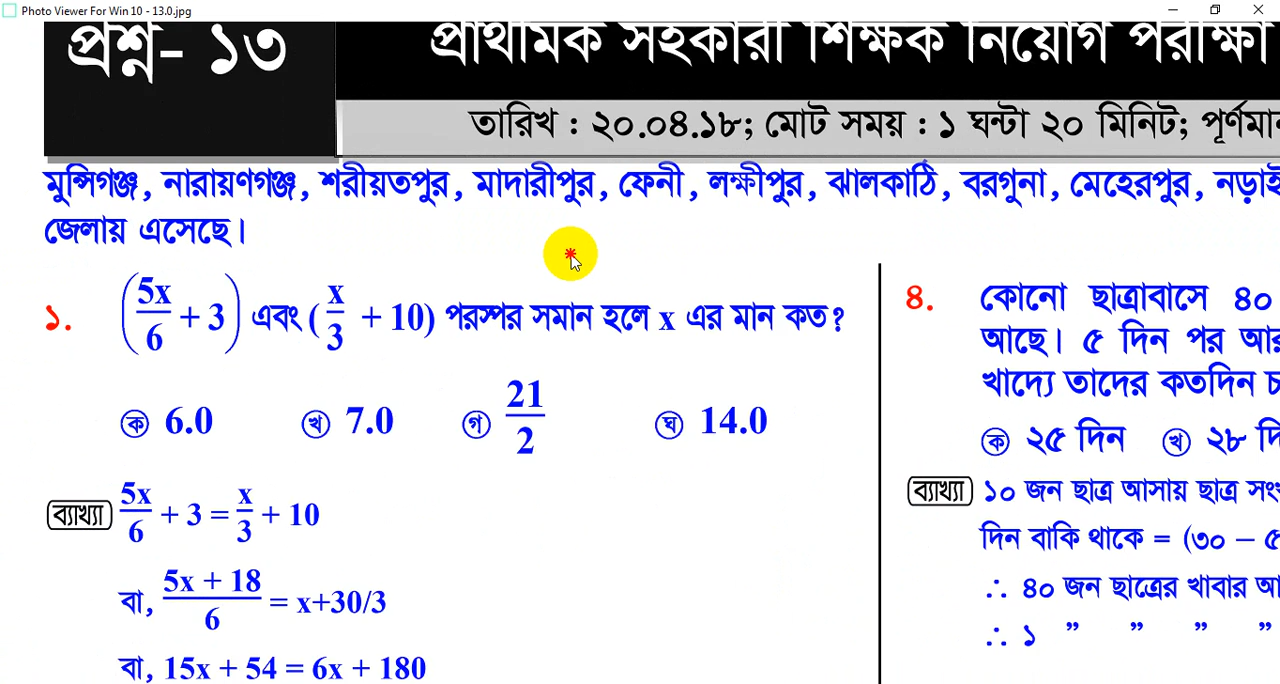 Photo Viewer For Win 10 - 13.0.jpg
প্রশ্ন- ১৩
প্রাথমিক সহকারী শিক্ষক নিয়োগ পরীক্ষা
তারিখ : ২০.০৪.১৮; মোট সময় : ১ ঘন্টা ২০ মিনিট;
মুন্সিগঞ্জ, নারায়ণগঞ্জ, শরীয়তপুর, মাদারীপুর, ফেনী, লক্ষীপুর, ঝালকাঠি, বরগুনা, মেহেরপুর,
জেলায় এসেছে।
১. (5x/6 + 3) এবং (x/3 + 10) পরস্পর সমান হলে x এর মান কত?
ক 6.0 খ 7.0 গ 21/2 ঘ 14.0
ব্যাখ্যা 5x/6 + 3 = x/3 + 10
বা, 5x + 18/6 = x+30/3
বা, 15x + 54 = 6x + 180
৪. কোনো ছাত্রাবাসে ৪০
আছে। ৫ দিন পর
খাদ্যে তাদের কতদিন
ক ২৫ দিন খ ২৮
ব্যাখ্যা ১০ জন ছাত্র আসায় ছাত্র
দিন বাকি থাকে = (৩০ – ৫
∴ ৪০ জন ছাত্রের খাবার
∴ ১ ” ” ” ”